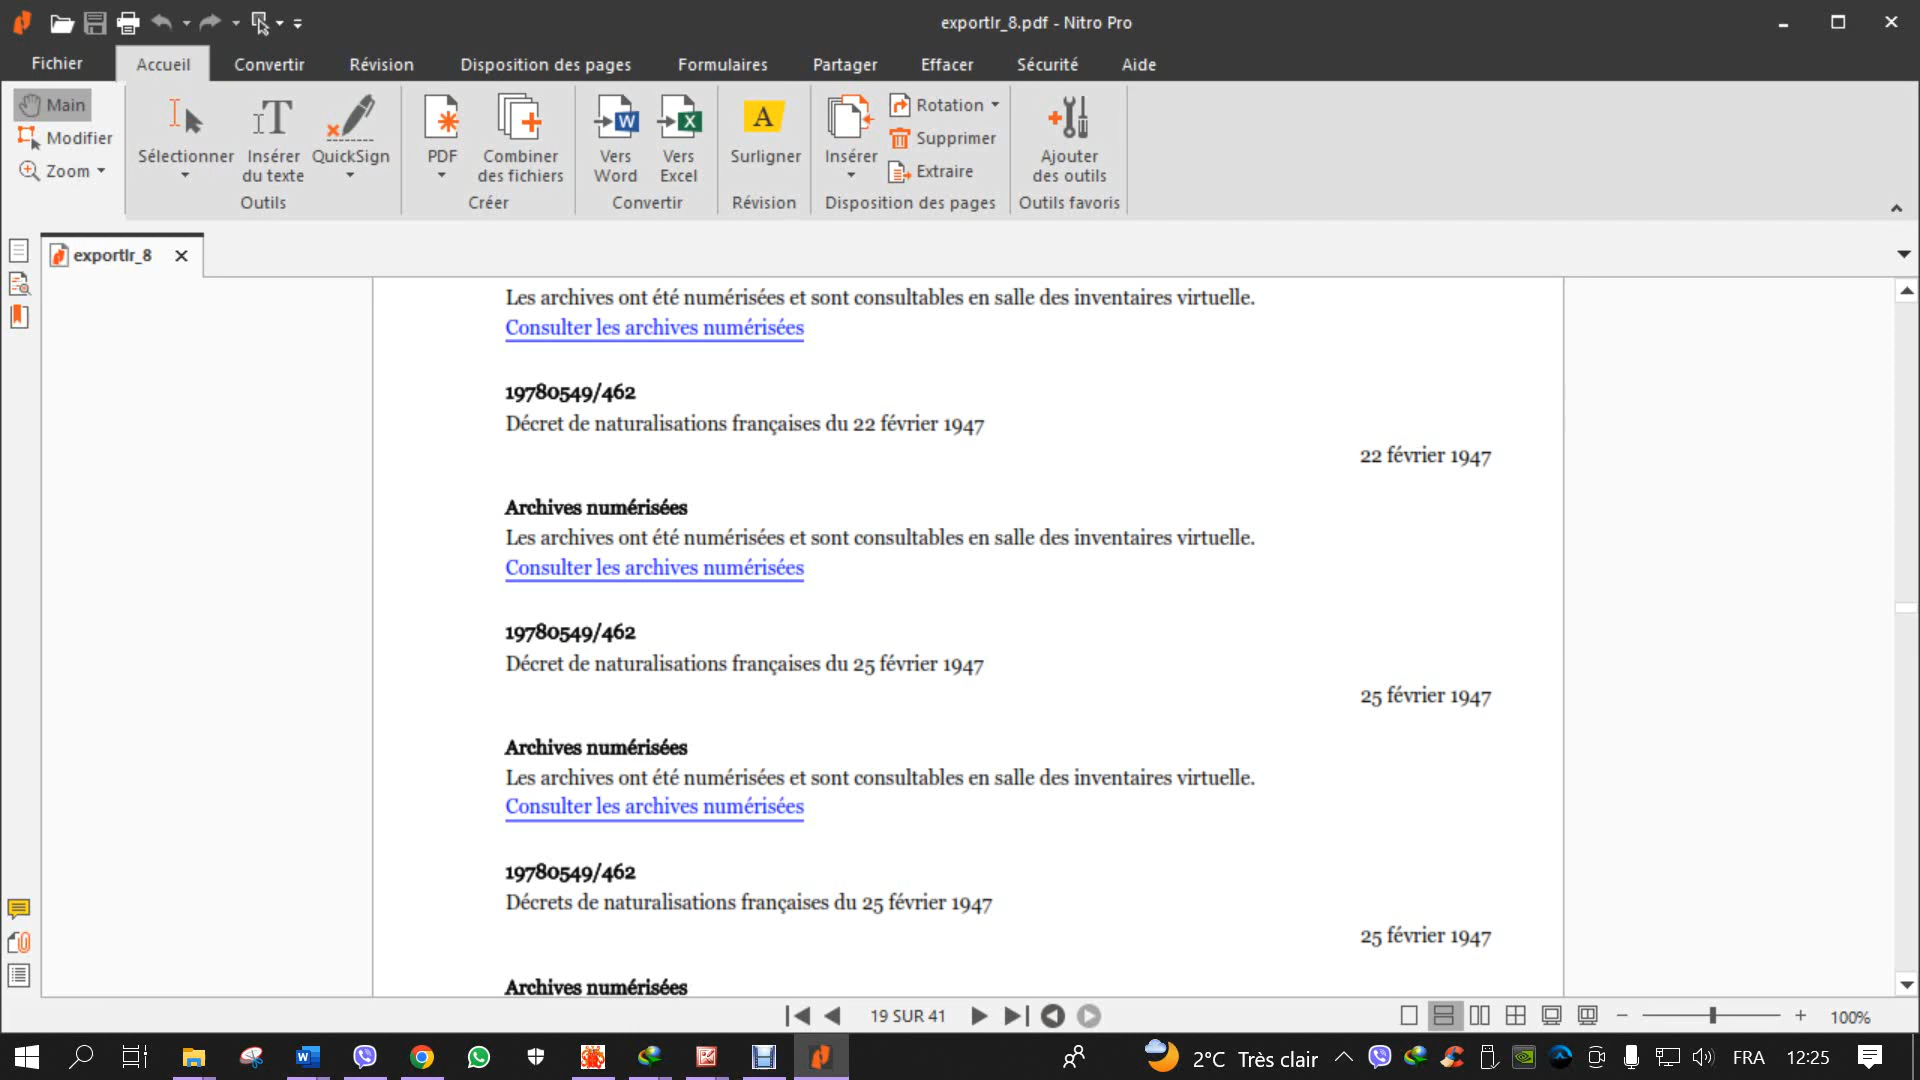 exportlr_8.pdf - Nitro Pro
Fichier Accueil Convertir Révision Disposition des pages Formulaires Partager Effacer Sécurité Aide
Main
Modifier
Zoom
Sélectionner
Insérer du texte
QuickSign
Outils
PDF
Combiner des fichiers
Créer
Vers Word
Vers Excel
Convertir
Surligner
Révision
Insérer
Rotation
Supprimer
Extraire
Disposition des pages
Ajouter des outils
Outils favoris
exportlr_8
Les archives ont été numérisées et sont consultables en salle des inventaires virtuelle.
Consulter les archives numérisées
19780549/462
Décret de naturalisations françaises du 22 février 1947
22 février 1947
Archives numérisées
Les archives ont été numérisées et sont consultables en salle des inventaires virtuelle.
Consulter les archives numérisées
19780549/462
Décret de naturalisations françaises du 25 février 1947
25 février 1947
Archives numérisées
Les archives ont été numérisées et sont consultables en salle des inventaires virtuelle.
Consulter les archives numérisées
19780549/462
Décrets de naturalisations françaises du 25 février 1947
25 février 1947
Archives numérisées
19 SUR 41
100%
2°C Très clair
FRA
12:25